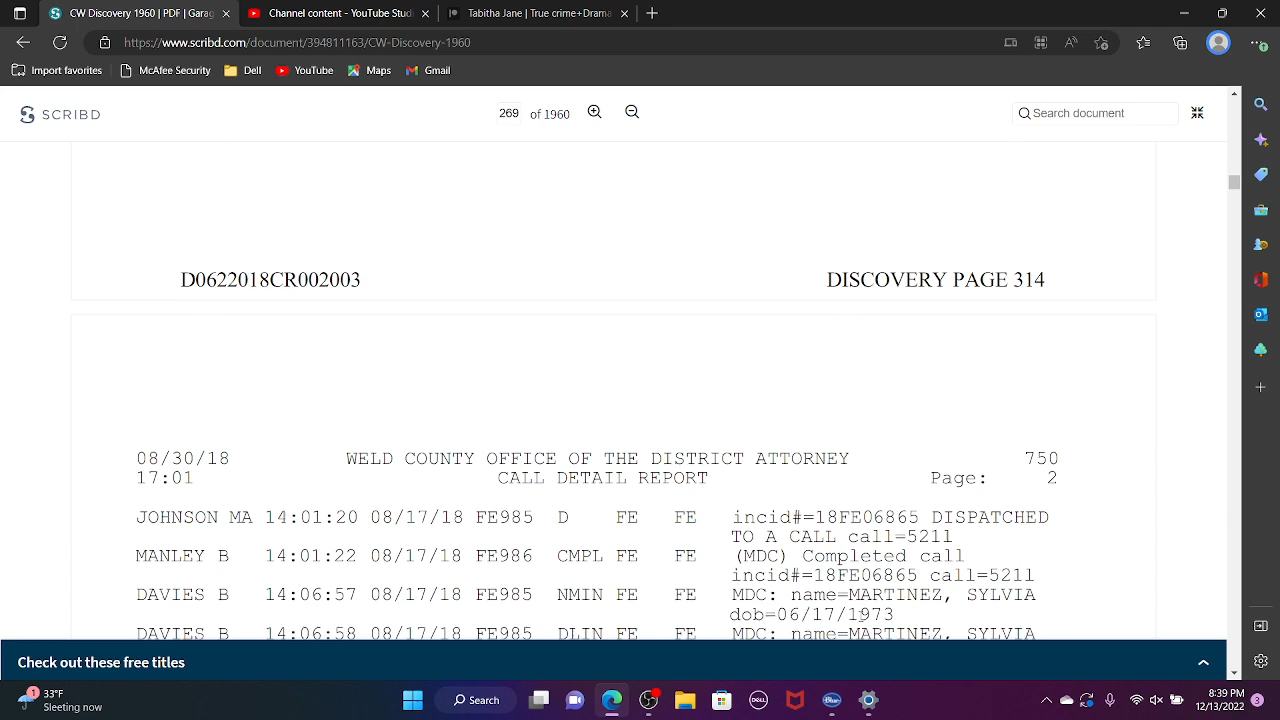 CW Discovery 1960 | PDF | Garag
Channel content - YouTube Stud
Tabitha Jane | True crime+Drama
https://www.scribd.com/document/394811163/CW-Discovery-1960
Import favorites
McAfee Security
Dell
YouTube
Maps
Gmail
SCRIBD
269 of 1960
Search document
D0622018CR002003 DISCOVERY PAGE 314
08/30/18 WELD COUNTY OFFICE OF THE DISTRICT ATTORNEY 750
17:01 CALL DETAIL REPORT Page: 2
JOHNSON MA 14:01:20 08/17/18 FE985 D FE FE incid#=18FE06865 DISPATCHED
TO A CALL call=5211
MANLEY B 14:01:22 08/17/18 FE986 CMPL FE FE (MDC) Completed call
incid#=18FE06865 call=5211
DAVIES B 14:06:57 08/17/18 FE985 NMIN FE FE MDC: name=MARTINEZ, SYLVIA
dob=06/17/1973
DAVIES B 14:06:58 08/17/18 FE985 DLIN FE FE MDC: name=MARTINEZ, SYLVIA
Check out these free titles
1
33°F
Seeting now
Search
DELL
Blue
8:39 PM
12/13/2022
3